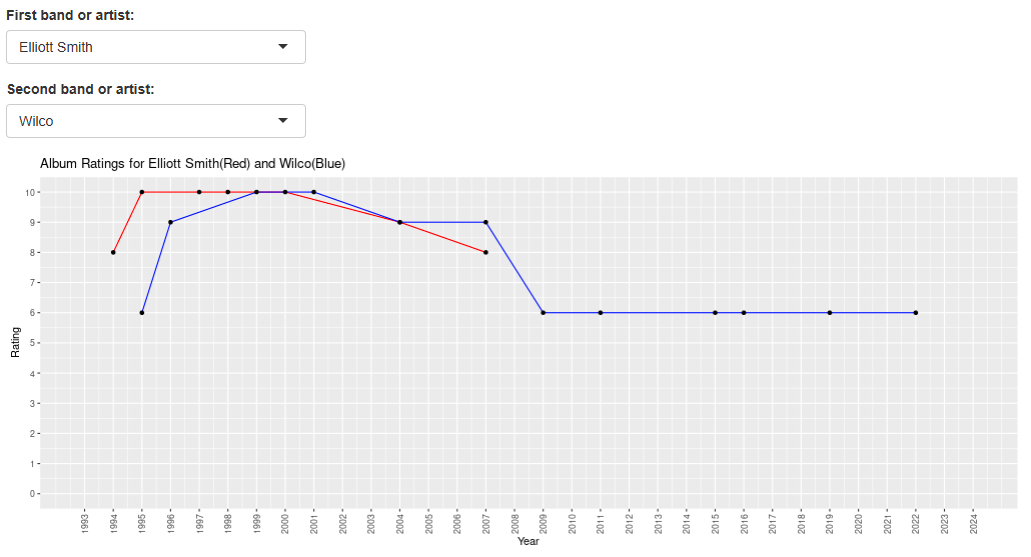 First band or artist:
Elliott Smith
Second band or artist:
Wilco
Album Ratings for Elliott Smith(Red) and Wilco(Blue)
10
9
8
7
6
5
4
3
2
1
0
Rating
1993 1994 1995 1996 1997 1998 1999 2000 2001 2002 2003 2004 2005 2006 2007 2008 2009 2010 2011 2012 2013 2014 2015 2016 2017 2018 2019 2020 2021 2022 2023 2024
Year